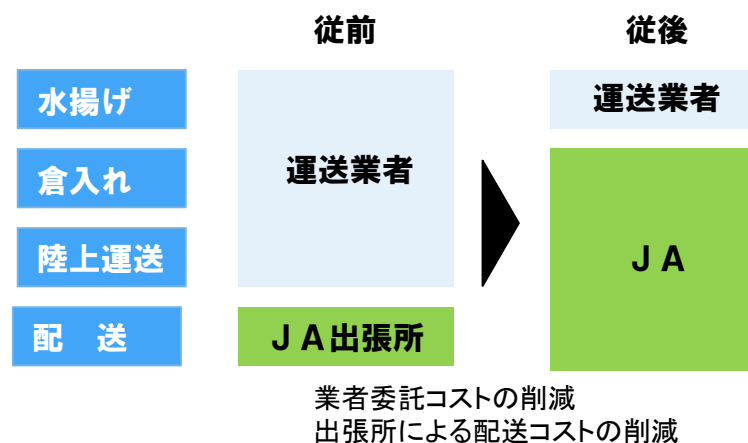 従前
従後
水揚げ
運送業者
運送業者
倉入れ
陸上運送
ＪＡ
配　送
ＪＡ出張所
業者委託コストの削減
出張所による配送コストの削減